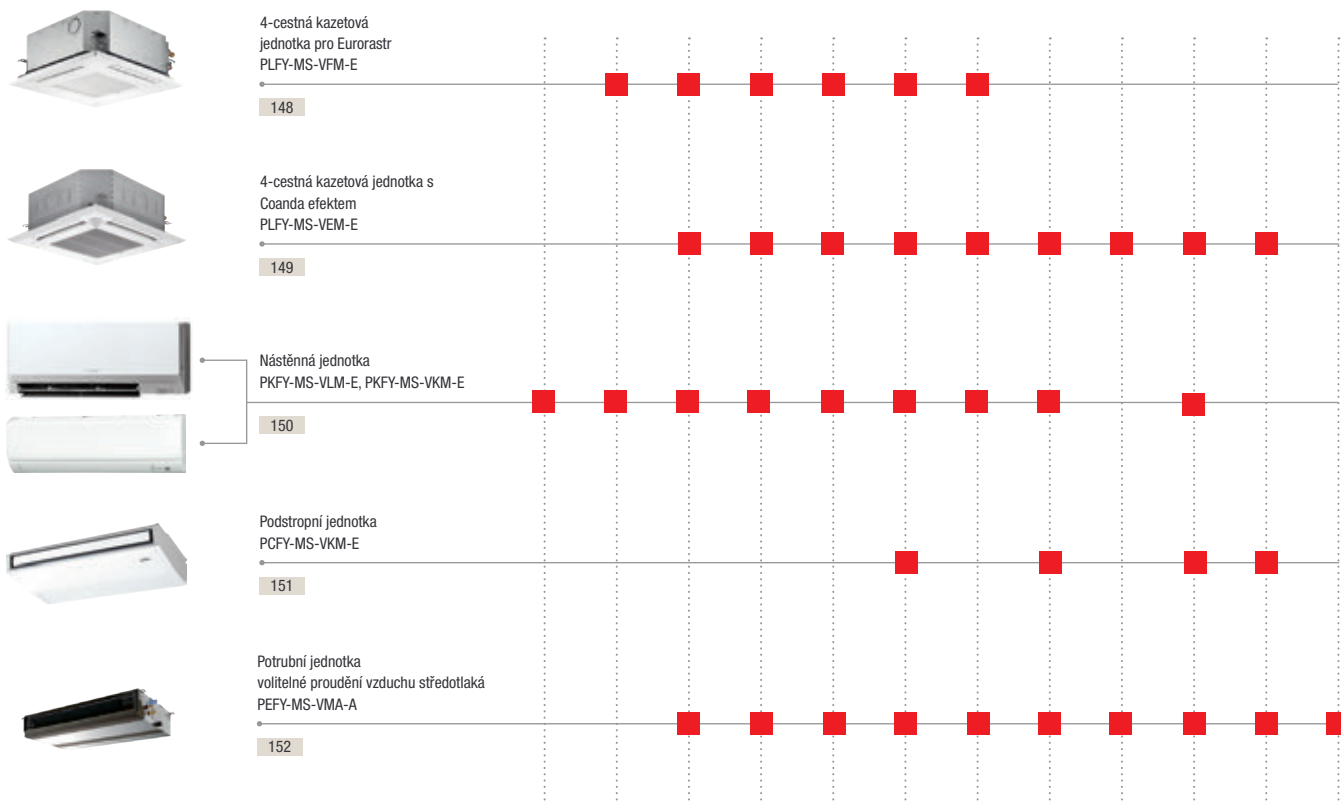 4-cestná kazetová
jednotka pro Eurorastr
PLFY-MS-VFM-E
148
4-cestná kazetová jednotka s
Coanda efektem
PLFY-MS-VEM-E
149
Nástěnná jednotka
PKFY-MS-VLM-E, PKFY-MS-VKM-E
150
Podstropní jednotka
PCFY-MS-VKM-E
151
Potrubní jednotka
volitelné proudění vzduchu středotlaká
PEFY-MS-VMA-A
152